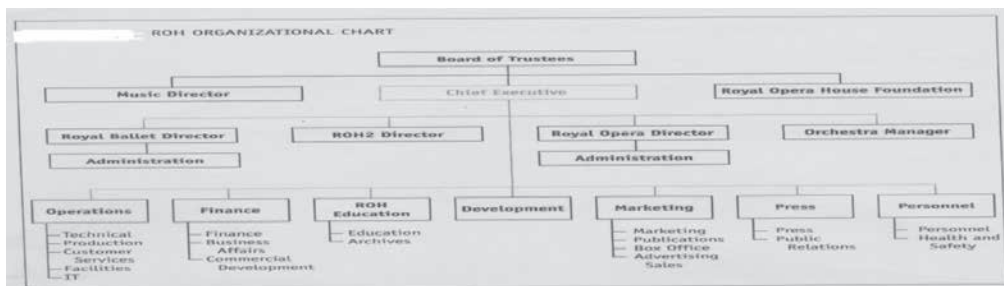 ROH ORGANIZATIONAL CHART
Board of Trustees
Music Director
Chief Executive
Royal Opera House Foundation
Royal Ballet Director
ROH2 Director
Royal Opera Director
Orchestra Manager
Administration
Administration
Operations
Finance
ROH
Education
Development
Marketing
Press
Personnel
Technical
Production
Customer
Services
Facilities
IT
Finance
Business
Affairs
Commercial
Development
Education
Archives
Marketing
Publications
Box Office
Advertising
Sales
Press
Public
Relations
Personnel
Health and
Safety